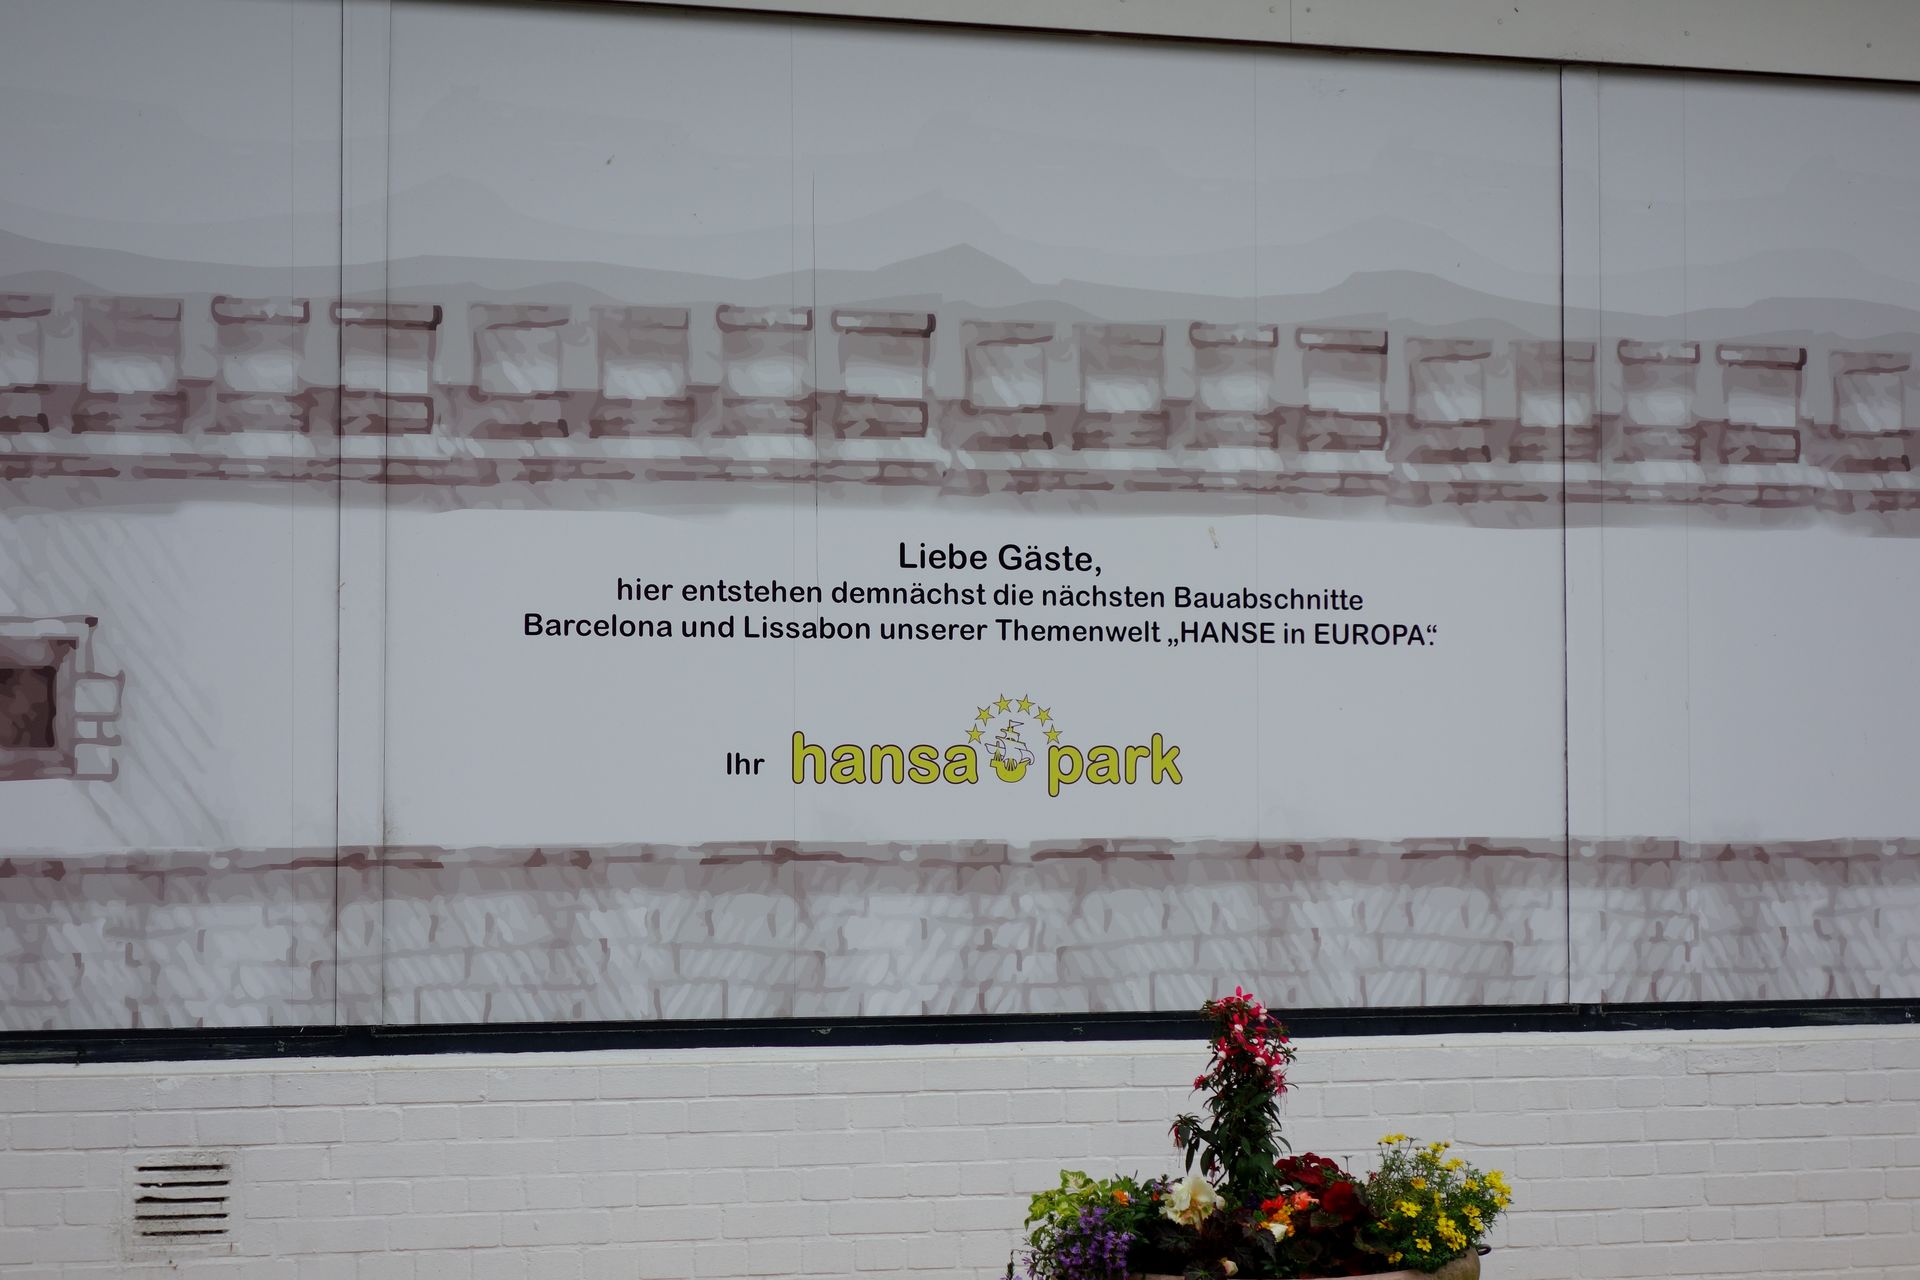 Liebe Gäste,
hier entstehen demnächst die nächsten Bauabschnitte
Barcelona und Lissabon unserer Themenwelt „HANSE in EUROPA“.
Ihr hansa park